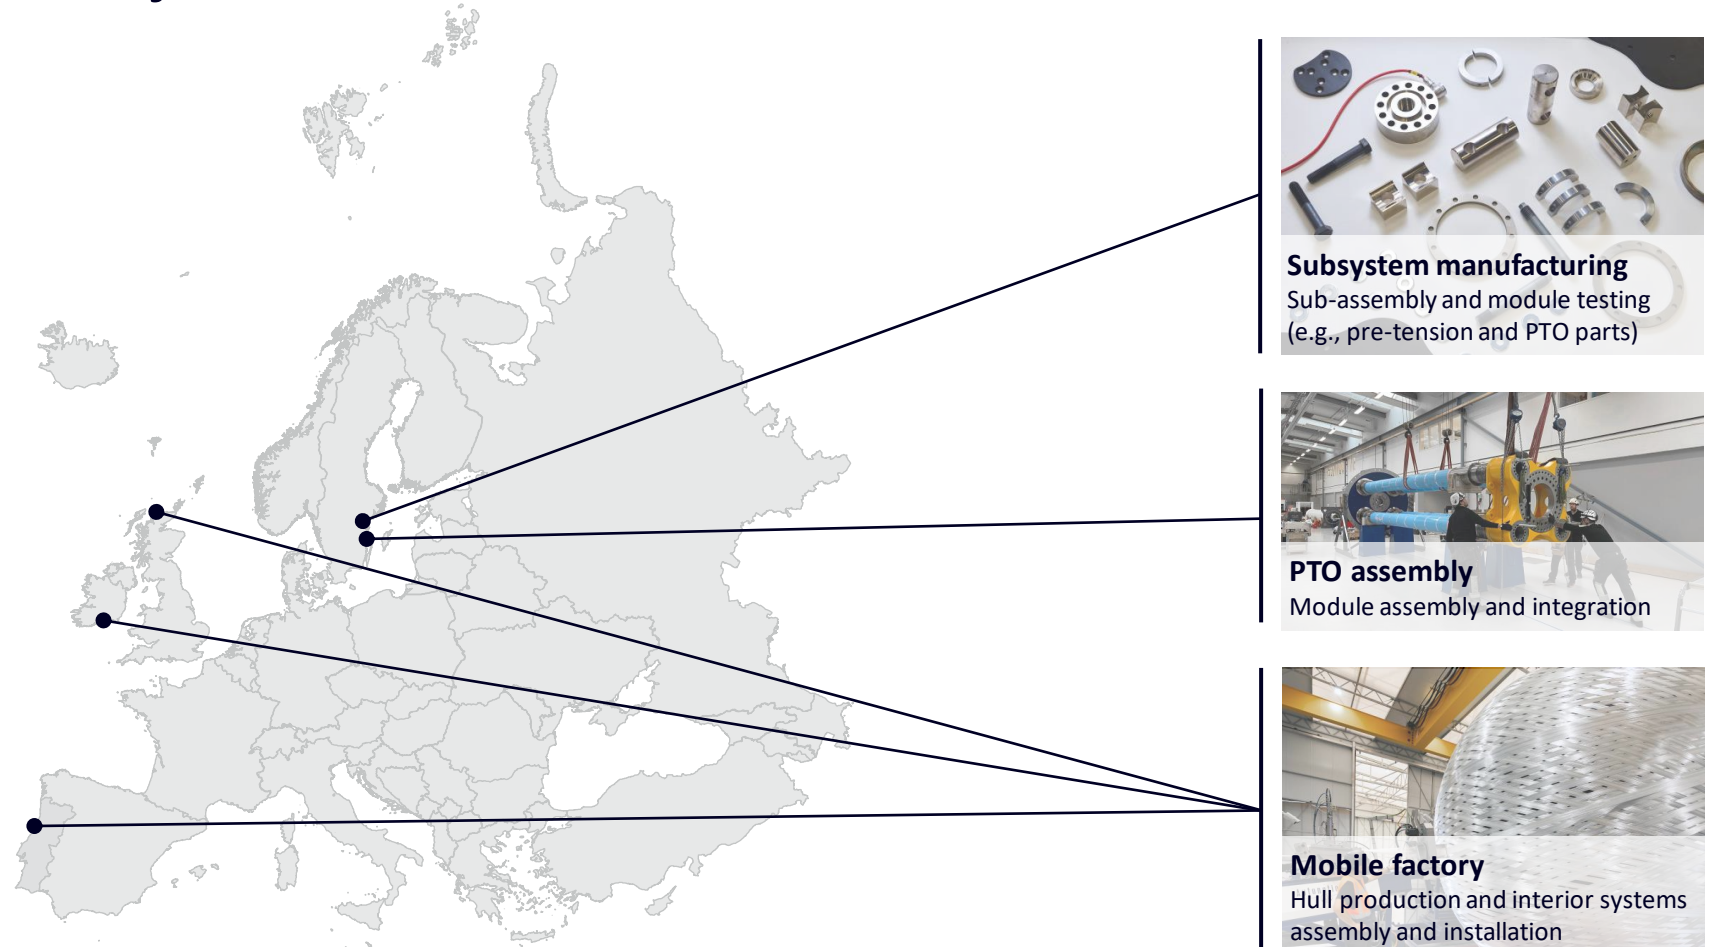 Subsystem manufacturing
Sub-assembly and module testing
(e.g., pre-tension and PTO parts)
PTO assembly
Module assembly and integration
Mobile factory
Hull production and interior systems
assembly and installation